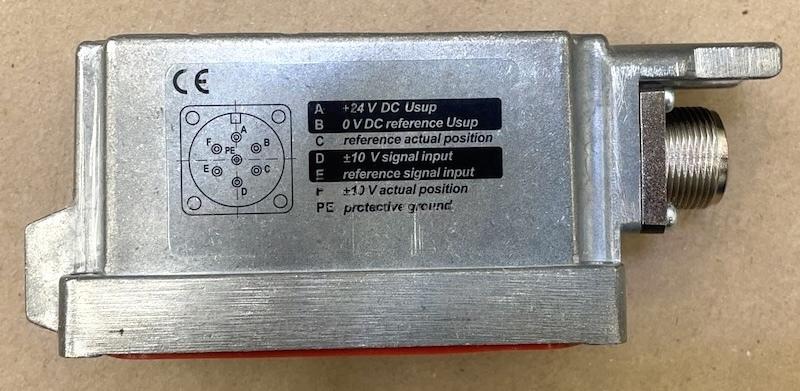 CE
A
F
B
PE
E
C
D
A +24 V DC Usup
B 0 V DC reference Usup
C reference actual position
D ±10 V signal input
E reference signal input
F ±10 V actual position
PE protective ground